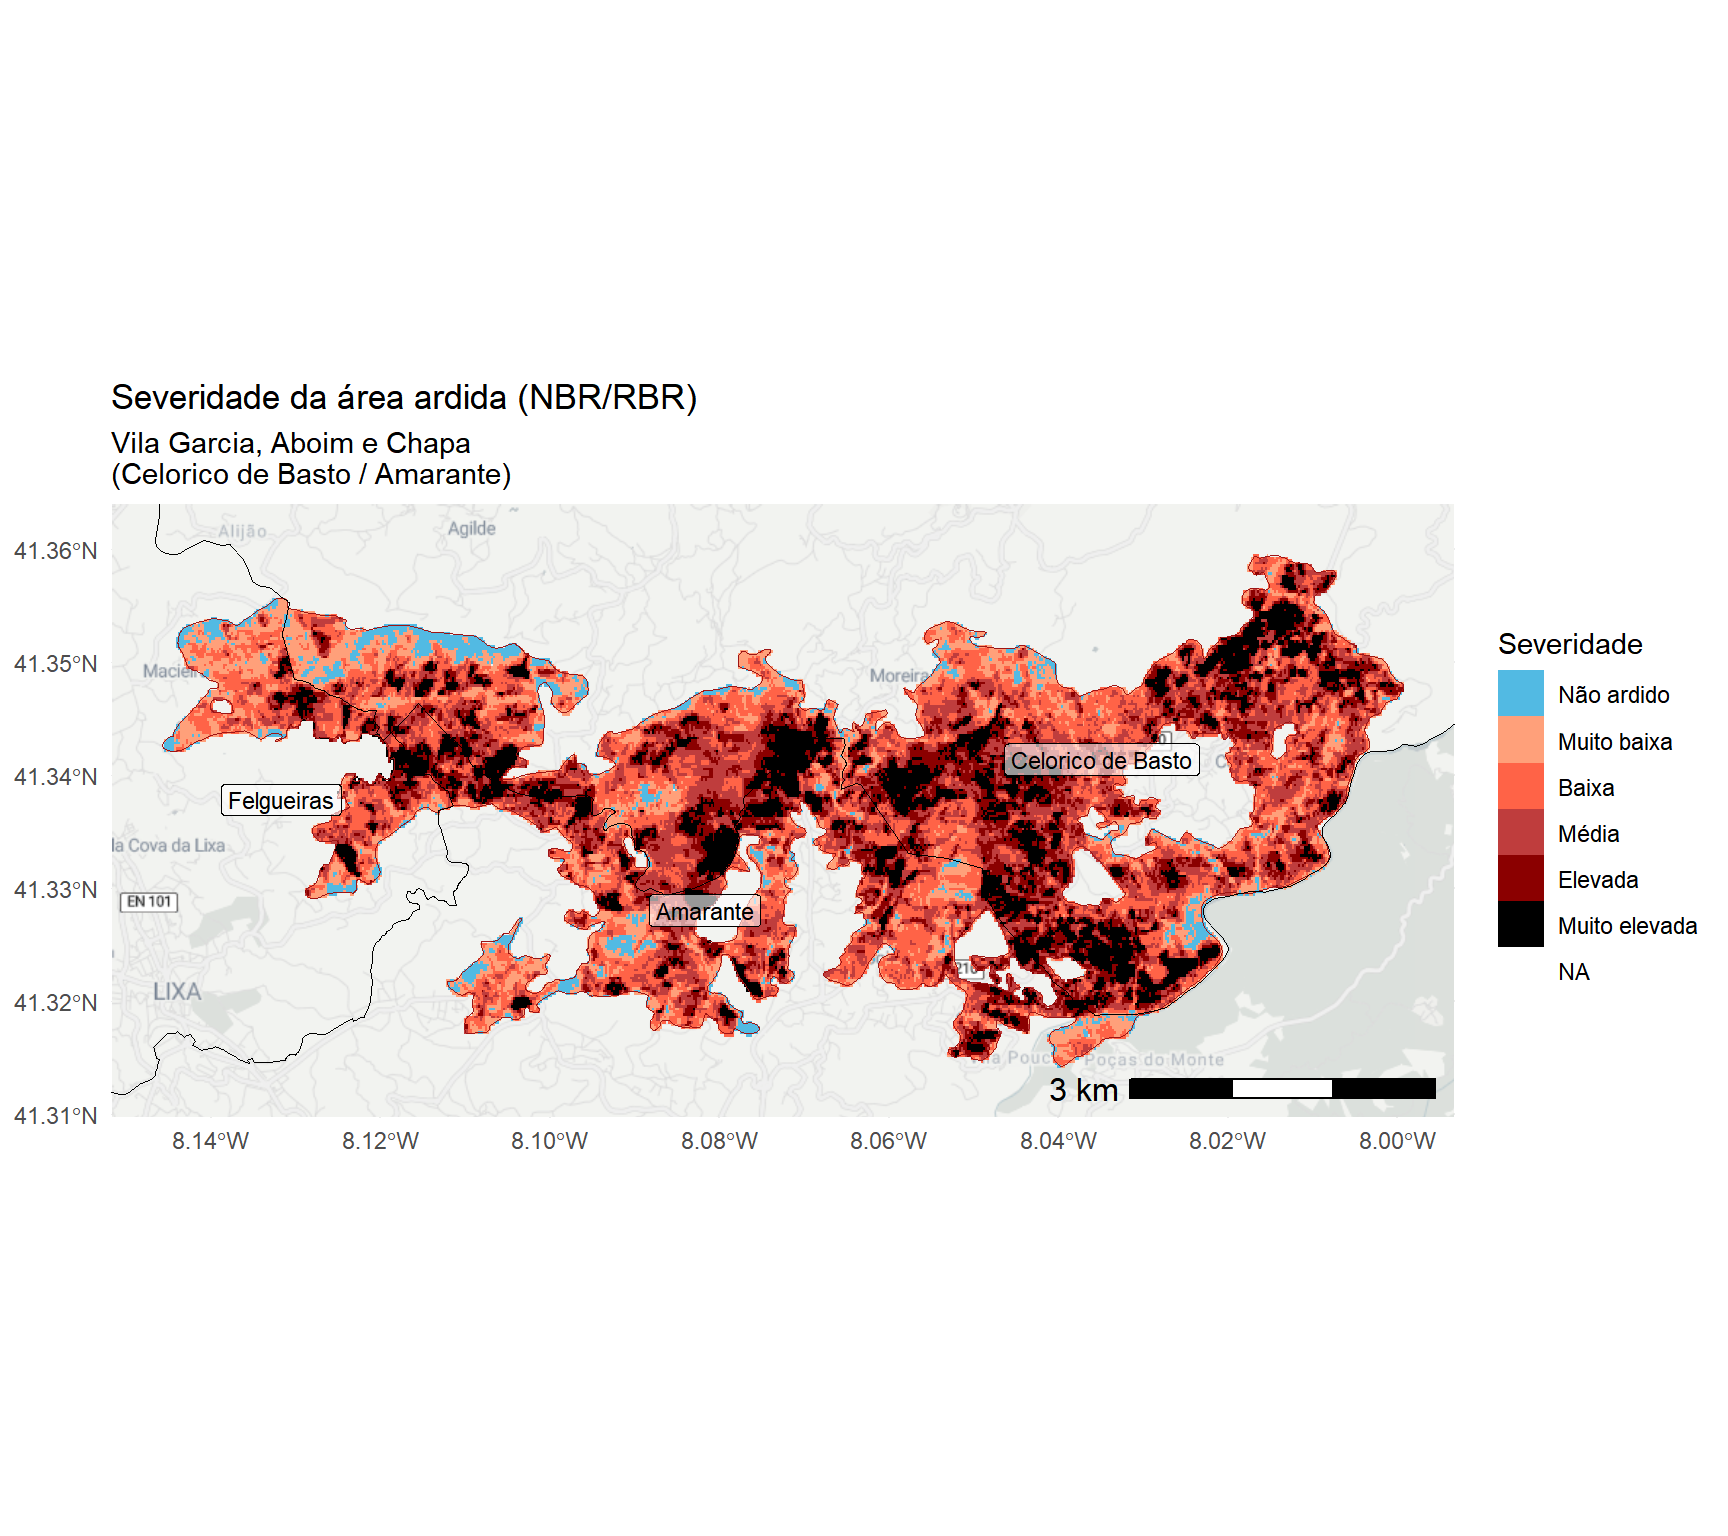 Severidade da área ardida (NBR/RBR)
Vila Garcia, Aboim e Chapa
(Celorico de Basto / Amarante)
41.36°N
41.35°N
41.34°N
41.33°N
41.32°N
41.31°N
Alijão
Agilde
Moreira
Celorico de Basto
Felgueiras
la Cova da Lixa
EN 101
Amarante
LIXA
210
Poças do Monte
3 km
8.14°W
8.12°W
8.10°W
8.08°W
8.06°W
8.04°W
8.02°W
8.00°W
Severidade
Não ardido
Muito baixa
Baixa
Média
Elevada
Muito elevada
NA